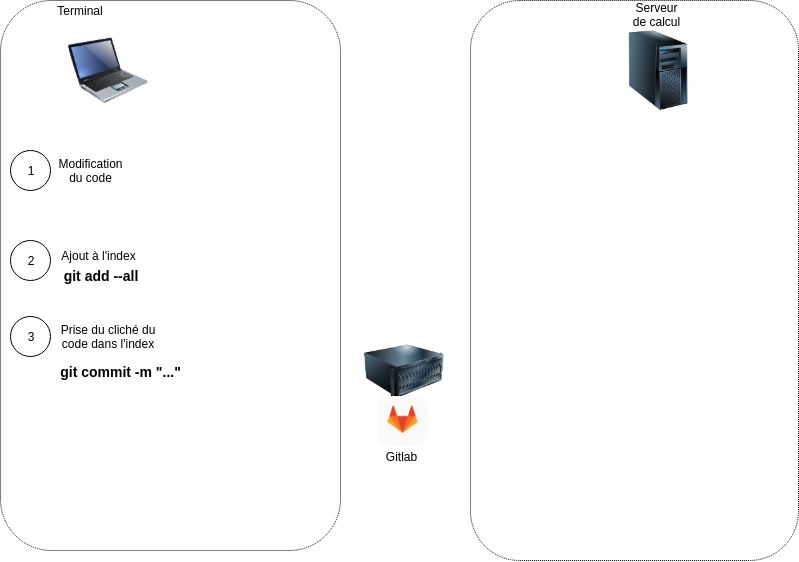 Terminal
Serveur
de calcul
1
Modification
du code
2
Ajout à l'index
git add --all
3
Prise du cliché du
code dans l'index
git commit -m "..."
Gitlab